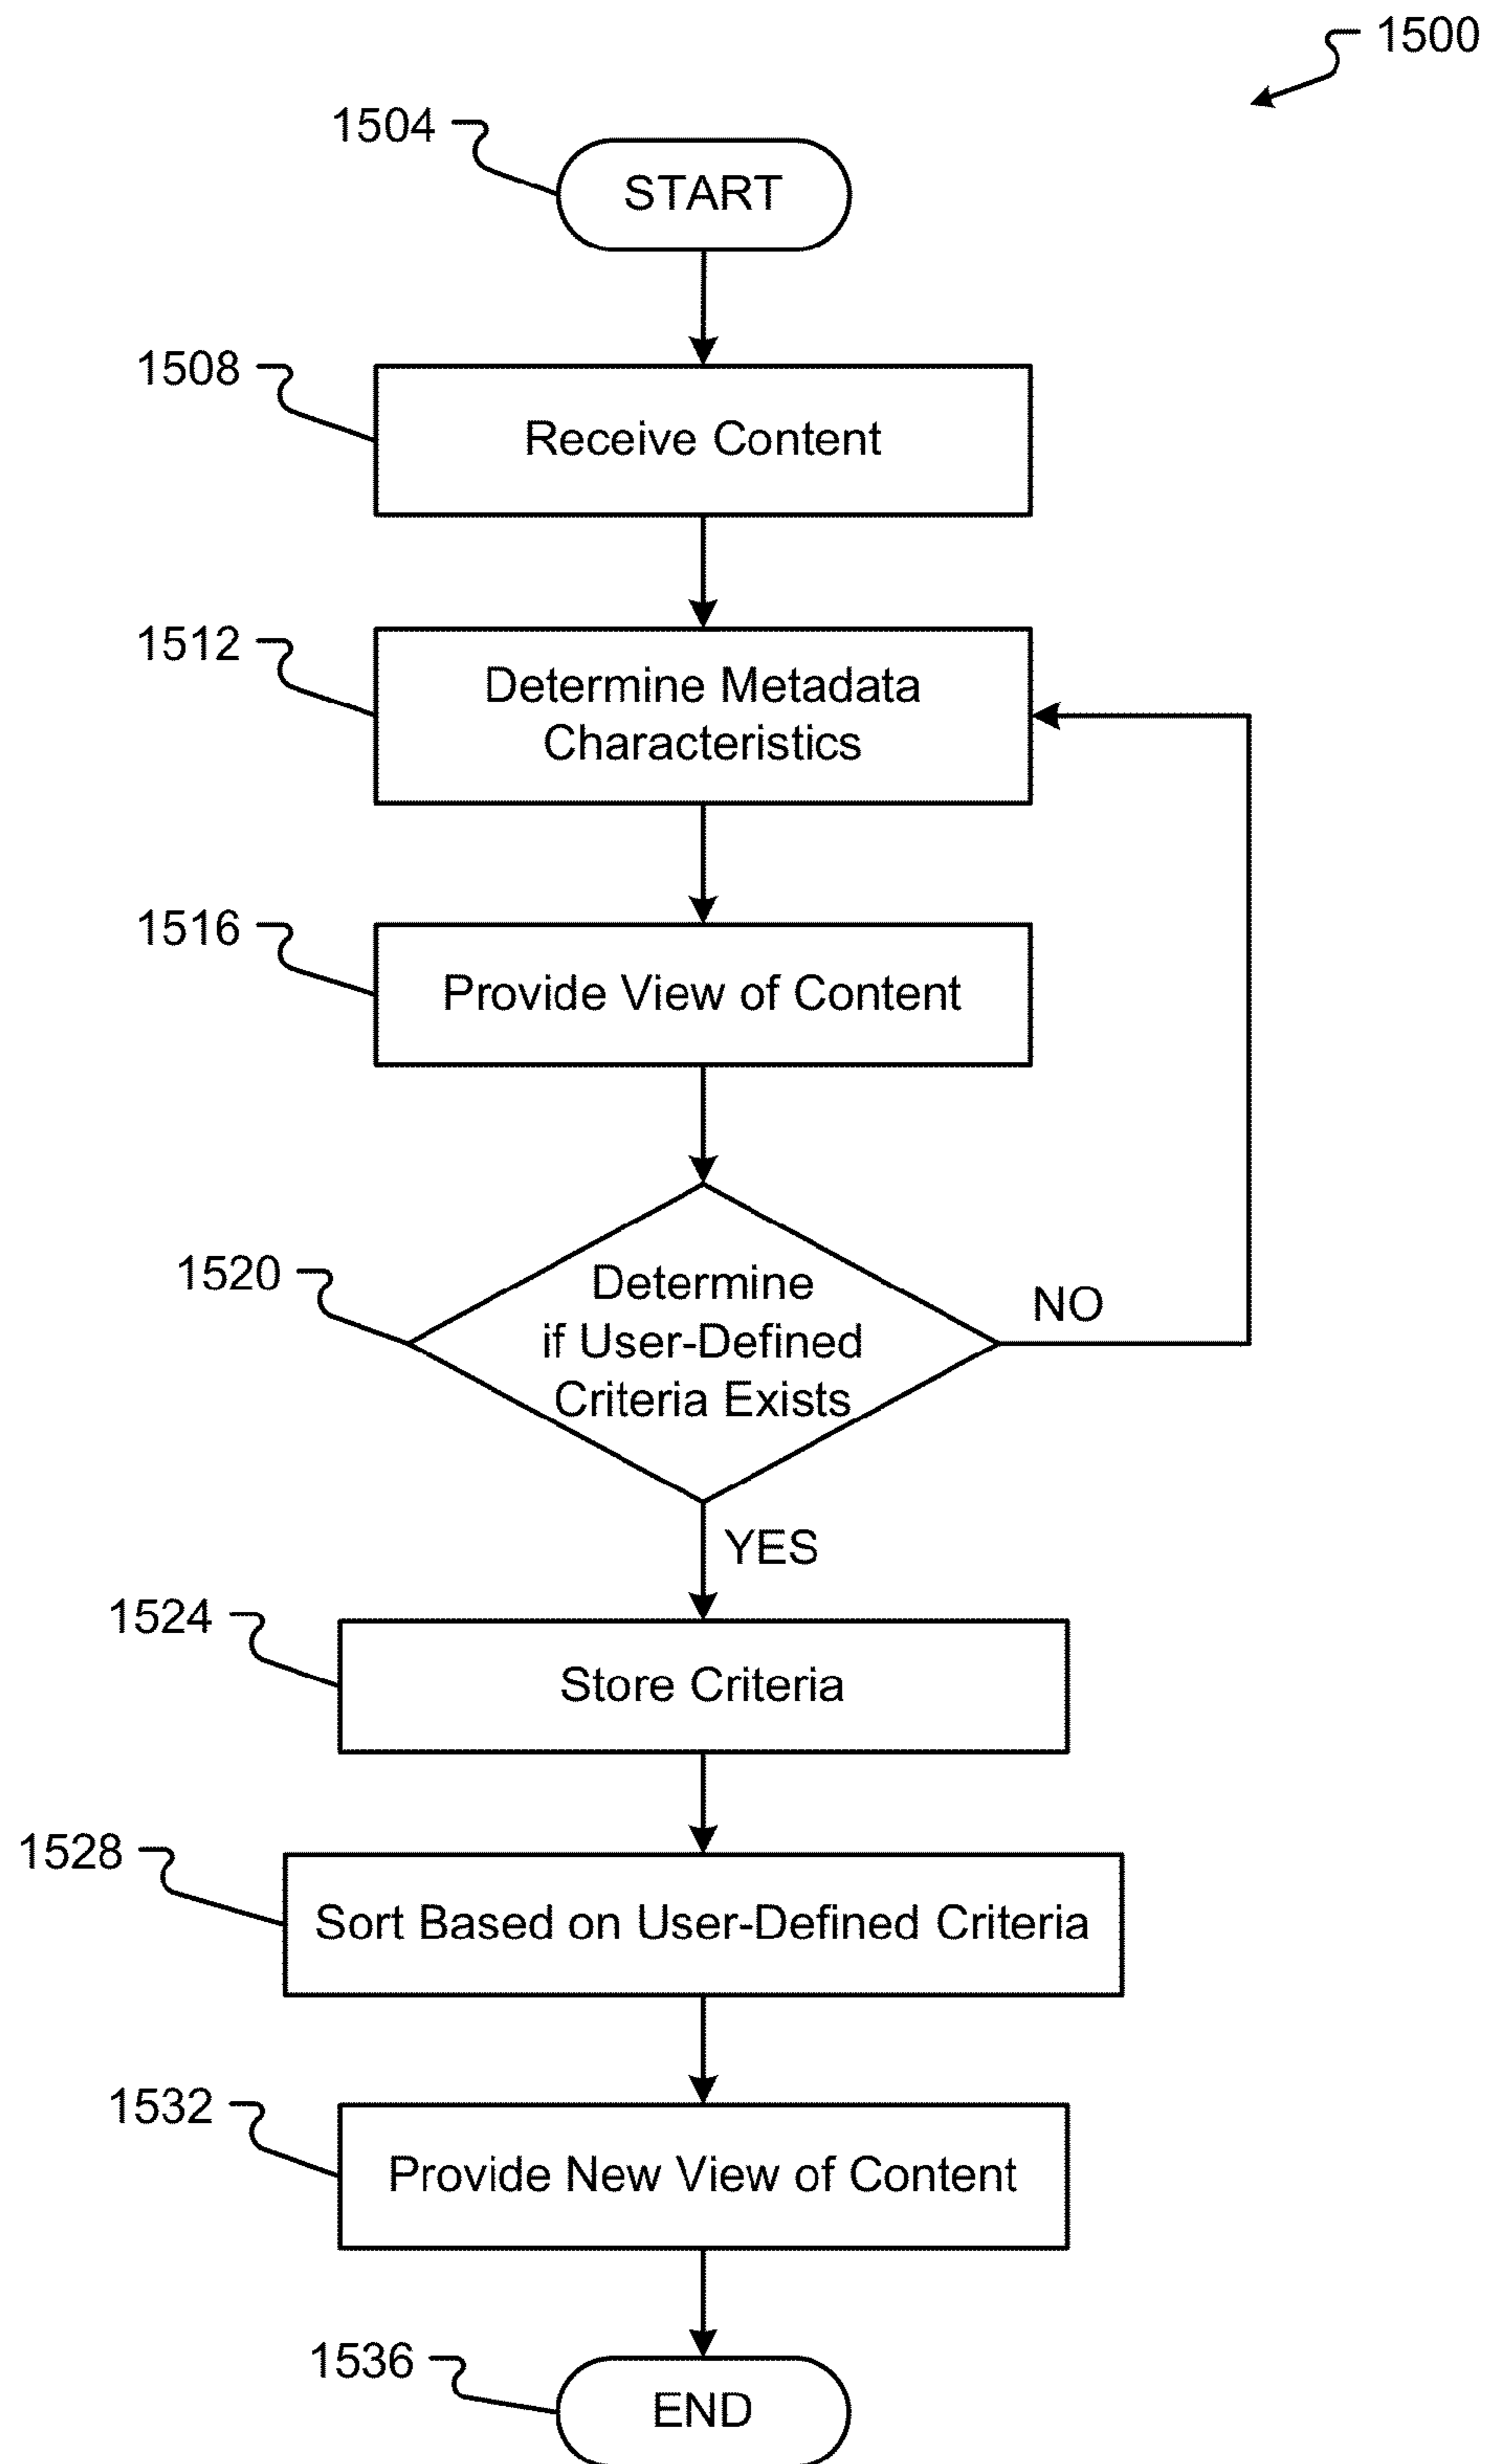 1500
1504
START
1508
Receive Content
1512
Determine Metadata
Characteristics
1516
Provide View of Content
1520
Determine
if User-Defined
Criteria Exists
NO
YES
1524
Store Criteria
1528
Sort Based on User-Defined Criteria
1532
Provide New View of Content
1536
END